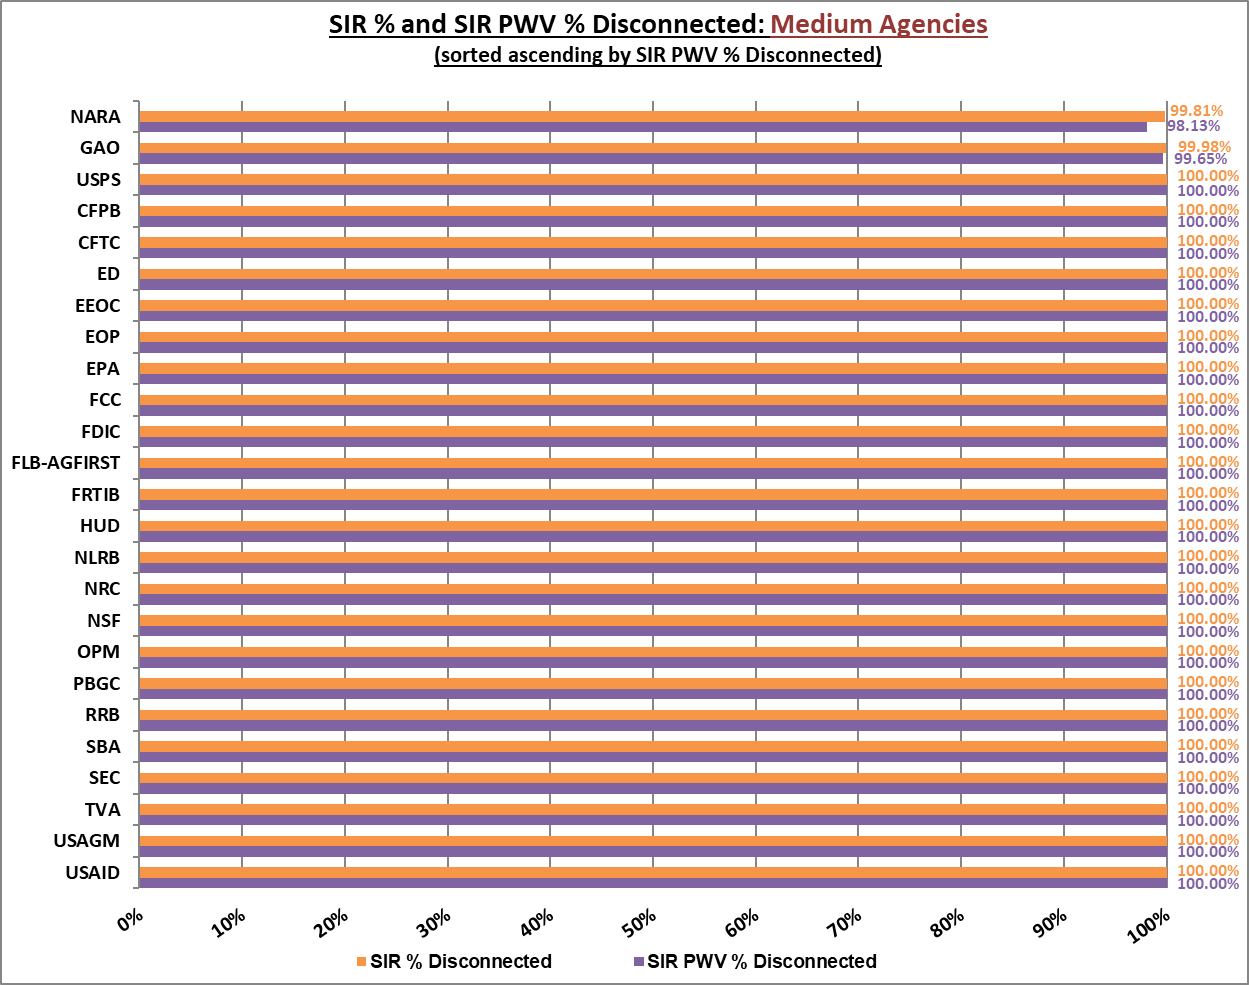 SIR % and SIR PWV % Disconnected: Medium Agencies
(sorted ascending by SIR PWV % Disconnected)
NARA 99.81%
98.13%
GAO 99.98%
99.65%
USPS 100.00%
100.00%
CFPB 100.00%
100.00%
CFTC 100.00%
100.00%
ED 100.00%
100.00%
EEOC 100.00%
100.00%
EOP 100.00%
100.00%
EPA 100.00%
100.00%
FCC 100.00%
100.00%
FDIC 100.00%
100.00%
FLB-AGFIRST 100.00%
100.00%
FRTIB 100.00%
100.00%
HUD 100.00%
100.00%
NLRB 100.00%
100.00%
NRC 100.00%
100.00%
NSF 100.00%
100.00%
OPM 100.00%
100.00%
PBGC 100.00%
100.00%
RRB 100.00%
100.00%
SBA 100.00%
100.00%
SEC 100.00%
100.00%
TVA 100.00%
100.00%
USAGM 100.00%
100.00%
USAID 100.00%
100.00%
0% 10% 20% 30% 40% 50% 60% 70% 80% 90% 100%
SIR % Disconnected SIR PWV % Disconnected